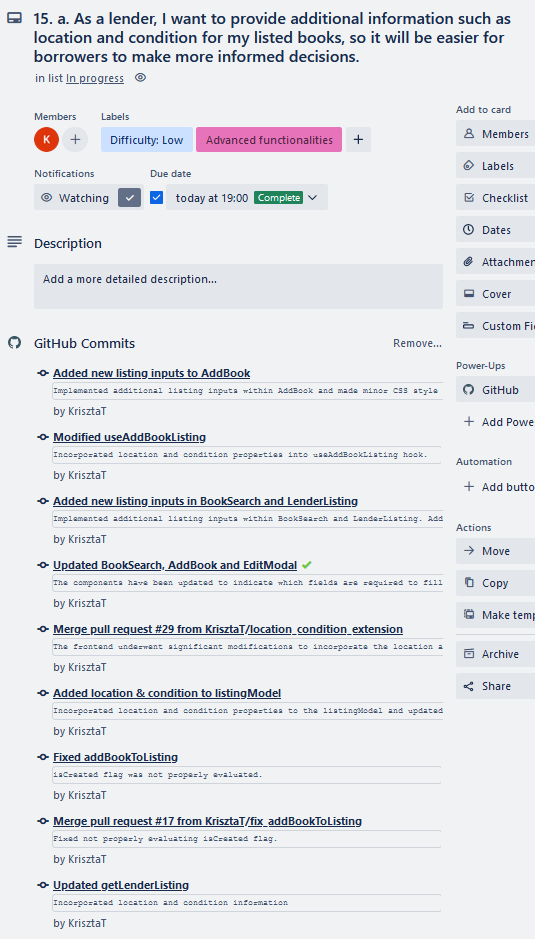 15. a. As a lender, I want to provide additional information such as
location and condition for my listed books, so it will be easier for
borrowers to make more informed decisions.
in list In progress
Members
Labels
K
Difficulty: Low
Advanced functionalities
Notifications
Due date
Watching
today at 19:00 Complete
Description
Add a more detailed description...
GitHub Commits
Remove...
Added new listing inputs to AddBook
Implemented additional listing inputs within AddBook and made minor CSS style
by KrisztaT
Modified useAddBookListing
Incorporated location and condition properties into useAddBookListing hook.
by KrisztaT
Added new listing inputs in BookSearch and LenderListing
Implemented additional listing inputs within BookSearch and LenderListing. Add
by KrisztaT
Updated BookSearch, AddBook and EditModal
The components have been updated to indicate which fields are required to fill
by KrisztaT
Merge pull request #29 from KrisztaT/location_condition_extension
The frontend underwent significant modifications to incorporate the location a
by KrisztaT
Added location & condition to listingModel
Incorporated location and condition properties to the listingModel and updated
by KrisztaT
Fixed addBookToListing
isCreated flag was not properly evaluated.
by KrisztaT
Merge pull request #17 from KrisztaT/fix_addBookToListing
Fixed not properly evaluating isCreated flag.
by KrisztaT
Updated getLenderListing
Incorporated location and condition information
by KrisztaT
Add to card
Members
Labels
Checklist
Dates
Attachmen
Cover
Custom Fi
Power-Ups
GitHub
Add Powe
Automation
Add butto
Actions
Move
Copy
Make temp
Archive
Share